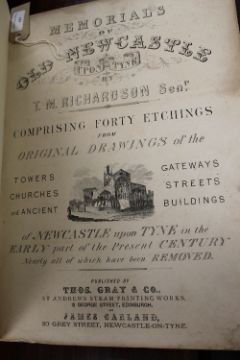 MEMORIALS
OF
OLD NEWCASTLE
UPON TYNE
BY
T. M. RICHARDSON Senr.
COMPRISING FORTY ETCHINGS
FROM
ORIGINAL DRAWINGS of the
TOWERS
CHURCHES
and ANCIENT
GATEWAYS
STREETS
BUILDINGS
of NEWCASTLE upon TYNE in the
EARLY part of the Present CENTURY
Nearly all of which have been REMOVED.
PUBLISHED BY
THOS. GRAY & CO.,
ST ANDREWS STEAM PRINTING WORKS,
GEORGE STREET, EDINBURGH.
JAMES GARLAND,
GREY STREET, NEWCASTLE-ON-TYNE.